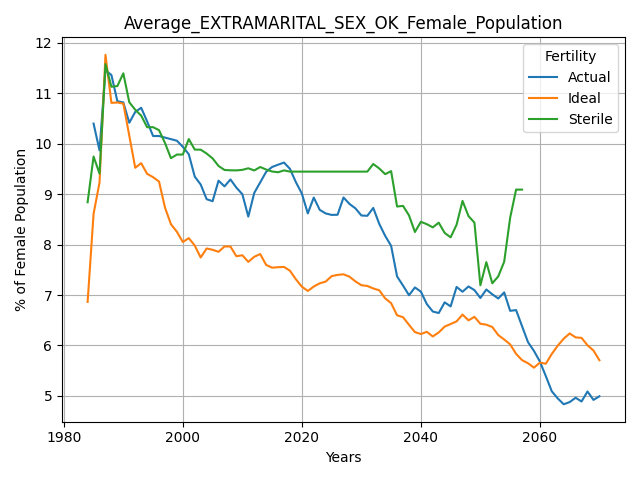 Average_EXTRAMARITAL_SEX_OK_Female_Population
% of Female Population
12
11
10
9
8
7
6
5
Fertility
Actual
Ideal
Sterile
1980
2000
2020
2040
2060
Years